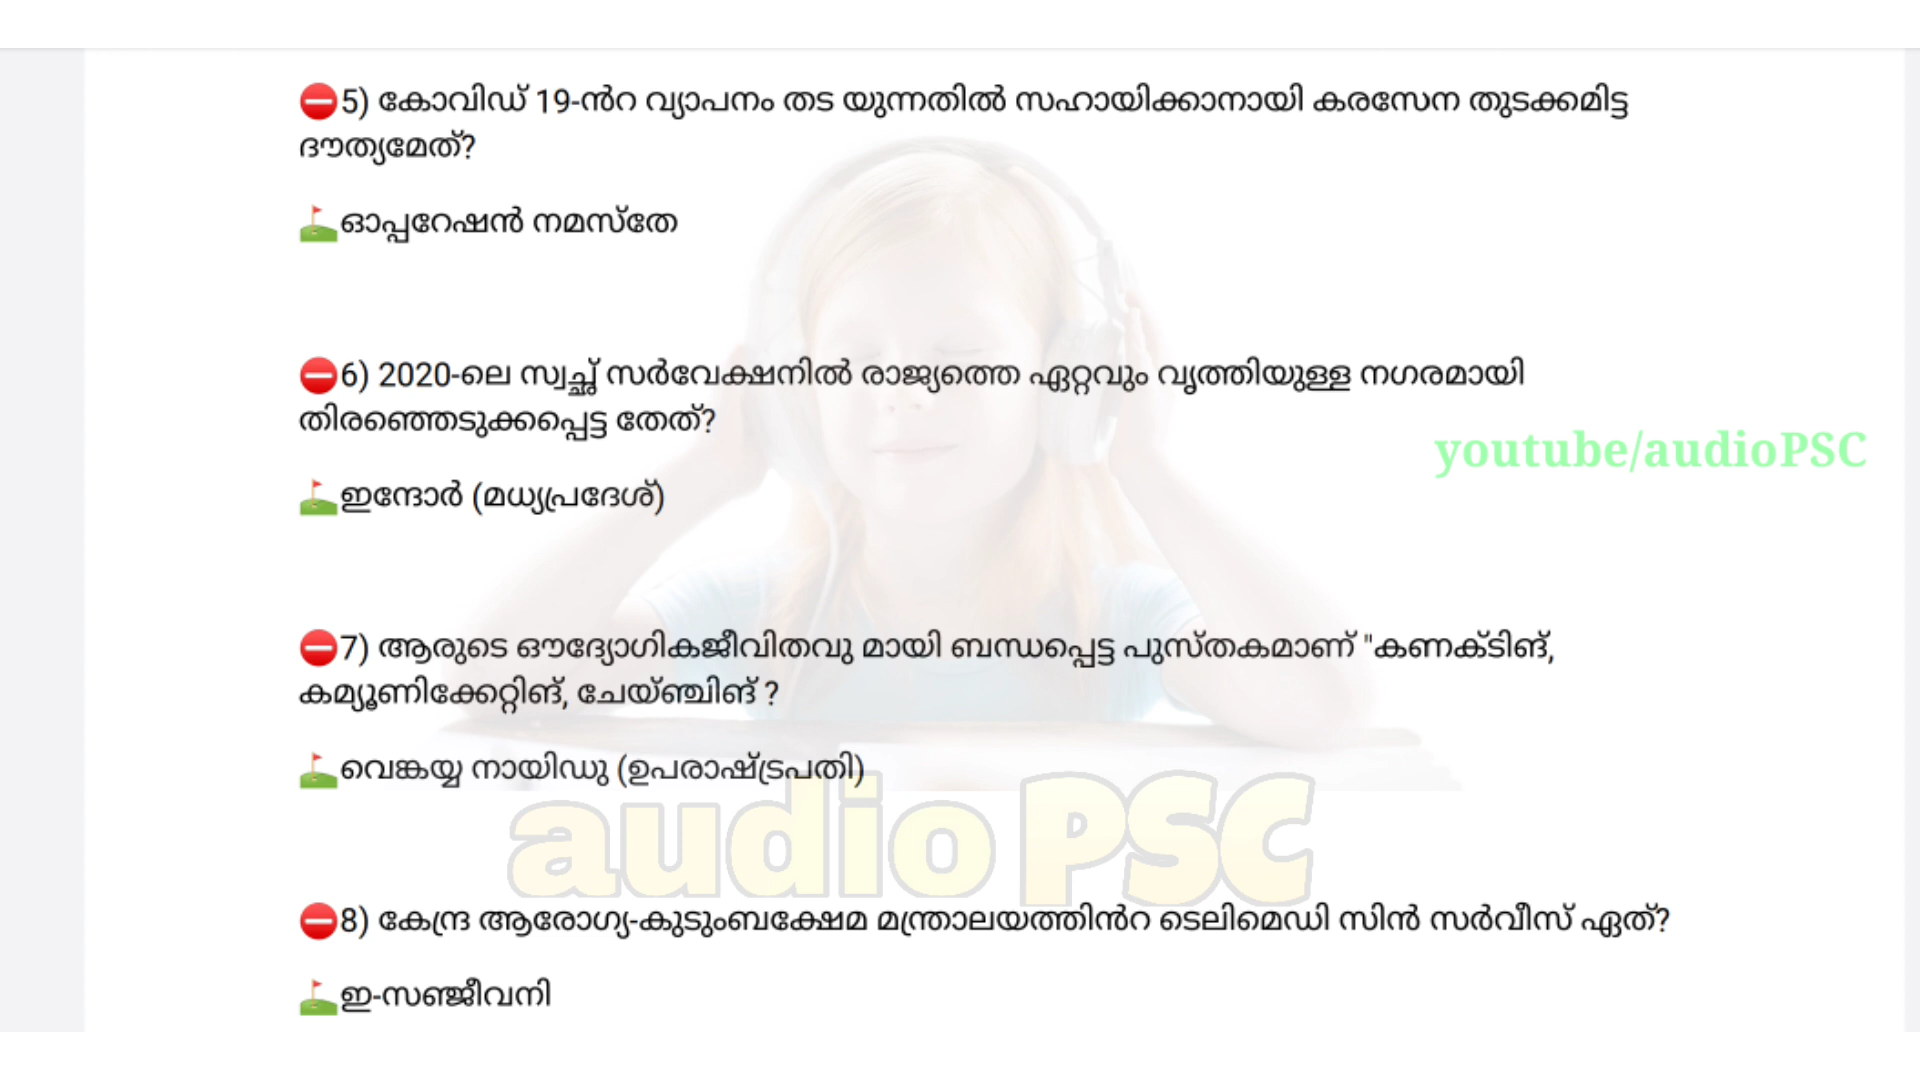 ⛔5) കോവിഡ് 19-ൻറ വ്യാപനം തട യുന്നതിൽ സഹായിക്കാനായി കരസേന തുടക്കമിട്ട
ദൗത്യമേത്?
⛳ഓപ്പറേഷൻ നമസ്തേ
⛔6) 2020-ലെ സ്വച്ഛ് സർവേക്ഷനിൽ രാജ്യത്തെ ഏറ്റവും വൃത്തിയുള്ള നഗരമായി
തിരഞ്ഞെടുക്കപ്പെട്ട തേത്?
youtube/audioPSC
⛳ഇന്ദോർ (മധ്യപ്രദേശ്)
⛔7) ആരുടെ ഔദ്യോഗികജീവിതവു മായി ബന്ധപ്പെട്ട പുസ്തകമാണ് "കണക്ടിങ്,
കമ്യൂണിക്കേറ്റിങ്, ചേയ്ഞ്ചിങ് ?
⛳വെങ്കയ്യ നായിഡു (ഉപരാഷ്ട്രപതി)
audio PSC
⛔8) കേന്ദ്ര ആരോഗ്യ-കുടുംബക്ഷേമ മന്ത്രാലയത്തിൻറ ടെലിമെഡി സിൻ സർവീസ് ഏത്?
⛳ഇ-സഞ്ജീവനി